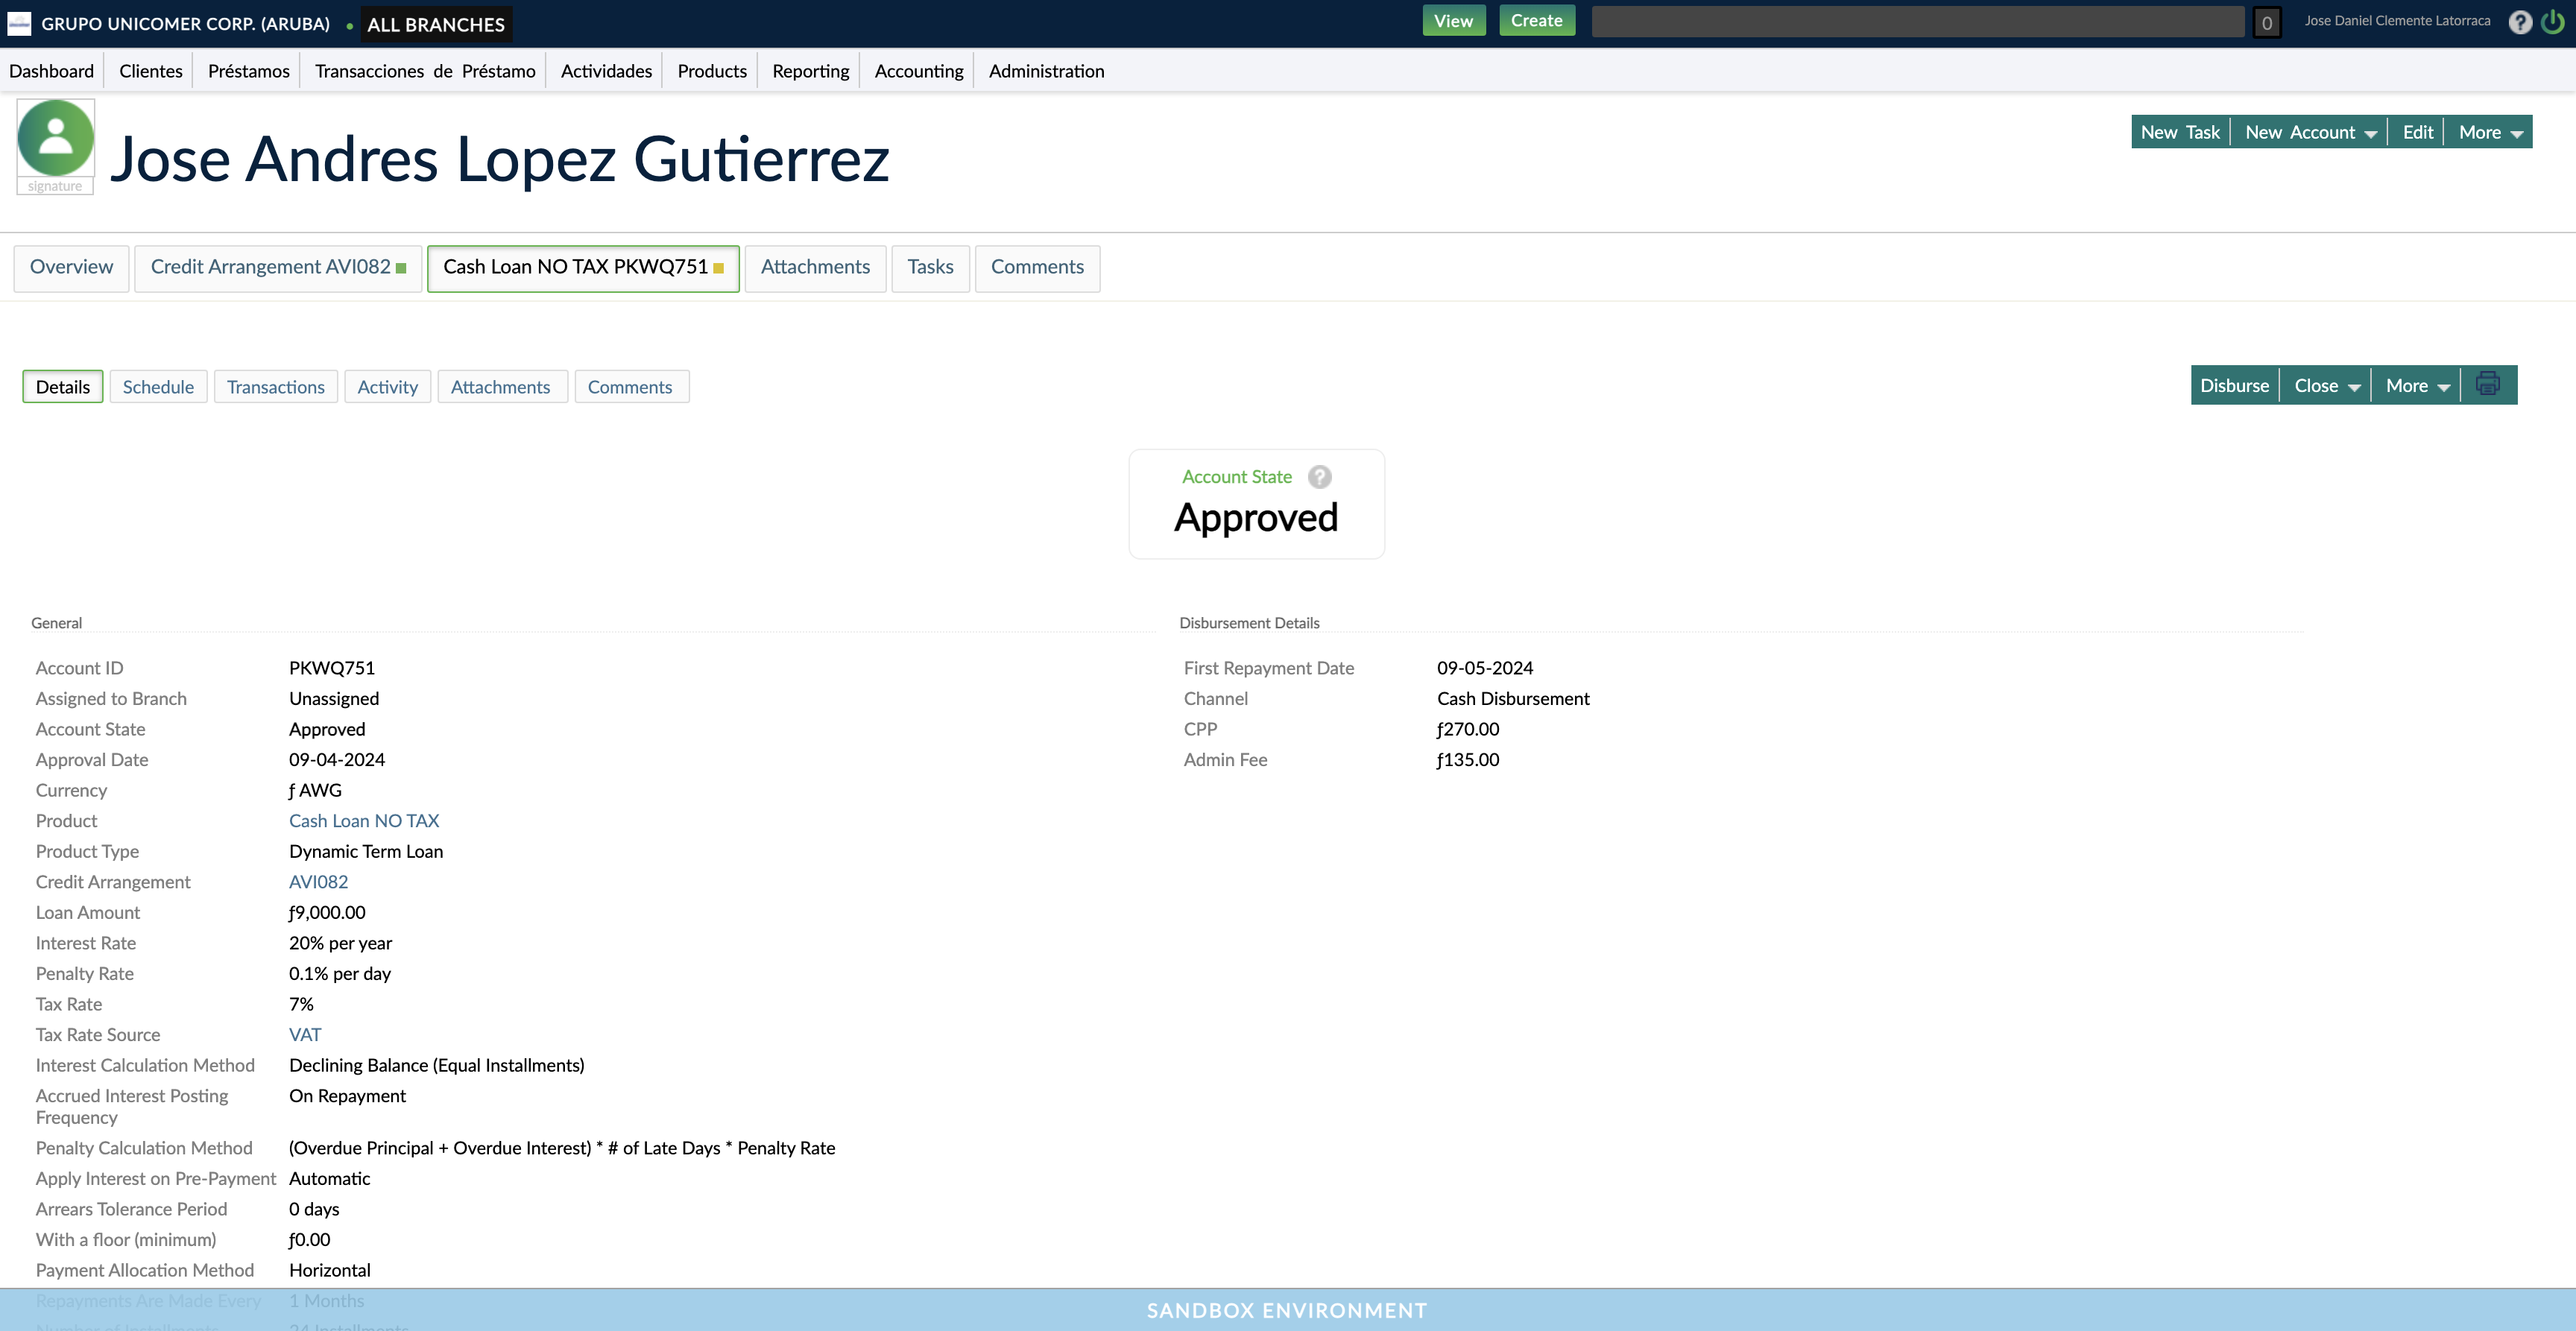 GRUPO UNICOMER CORP. (ARUBA) • ALL BRANCHES View Create 0 Jose Daniel Clemente Latorraca ?
Dashboard Clientes Préstamos Transacciones de Préstamo Actividades Products Reporting Accounting Administration
signature
Jose Andres Lopez Gutierrez
New Task New Account Edit More
Overview Credit Arrangement AVI082 Cash Loan NO TAX PKWQ751 Attachments Tasks Comments
Details Schedule Transactions Activity Attachments Comments
Disburse Close More
Account State ?
Approved
General
Account ID PKWQ751
Assigned to Branch Unassigned
Account State Approved
Approval Date 09-04-2024
Currency ƒ AWG
Product Cash Loan NO TAX
Product Type Dynamic Term Loan
Credit Arrangement AVI082
Loan Amount ƒ9,000.00
Interest Rate 20% per year
Penalty Rate 0.1% per day
Tax Rate 7%
Tax Rate Source VAT
Interest Calculation Method Declining Balance (Equal Installments)
Accrued Interest Posting Frequency On Repayment
Penalty Calculation Method (Overdue Principal + Overdue Interest) * # of Late Days * Penalty Rate
Apply Interest on Pre-Payment Automatic
Arrears Tolerance Period 0 days
With a floor (minimum) ƒ0.00
Payment Allocation Method Horizontal
Repayments Are Made Every 1 Months
Number of Installments 24 Installments
Disbursement Details
First Repayment Date 09-05-2024
Channel Cash Disbursement
CPP ƒ270.00
Admin Fee ƒ135.00
SANDBOX ENVIRONMENT